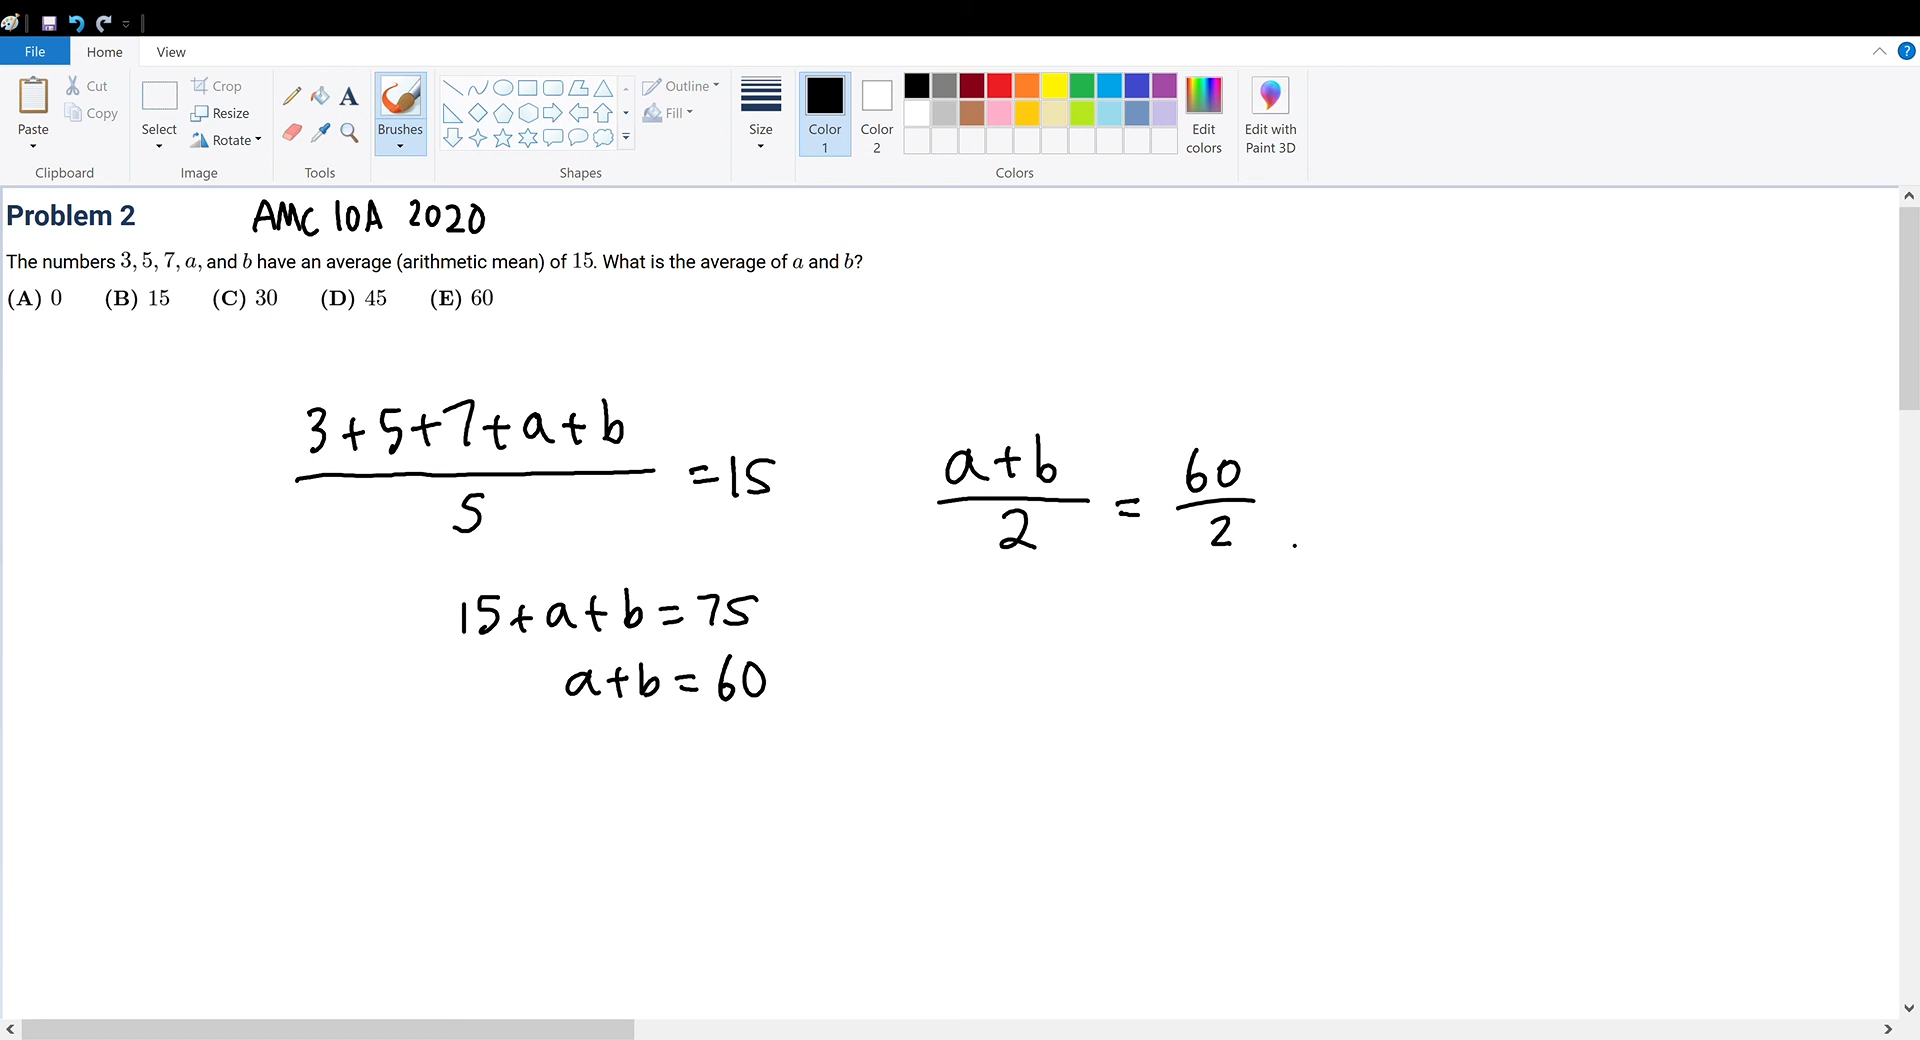 File Home View
Paste Cut Copy Clipboard
Select Crop Resize Rotate Image
Tools
Brushes
Outline Fill Shapes
Size
Color 1 Color 2 Edit colors Colors
Edit with Paint 3D
Problem 2 AMC 10A 2020
The numbers 3, 5, 7, a, and b have an average (arithmetic mean) of 15. What is the average of a and b?
(A) 0 (B) 15 (C) 30 (D) 45 (E) 60
3+5+7+a+b
5
=15
a+b
2
=
60
2
.
15+a+b=75
a+b=60